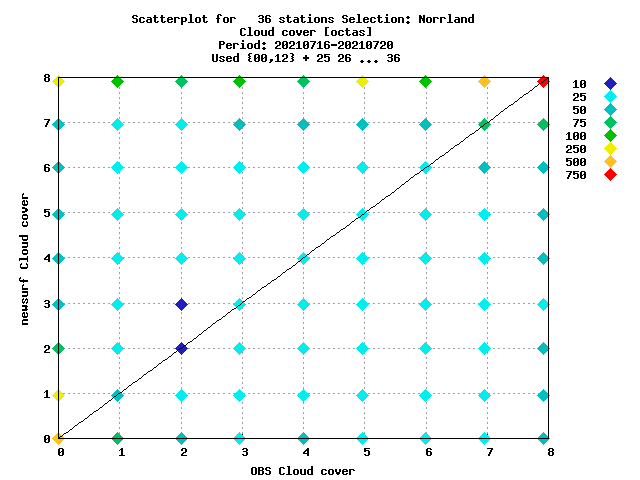 Scatterplot for   36 stations Selection: Norrland
Cloud cover [octas]
Period: 20210716-20210720
Used {00,12} + 25 26 ... 36
8
7
6
5
4
3
2
1
0
newsurf Cloud cover
0 1 2 3 4 5 6 7 8
OBS Cloud cover
10
25
50
75
100
250
500
750